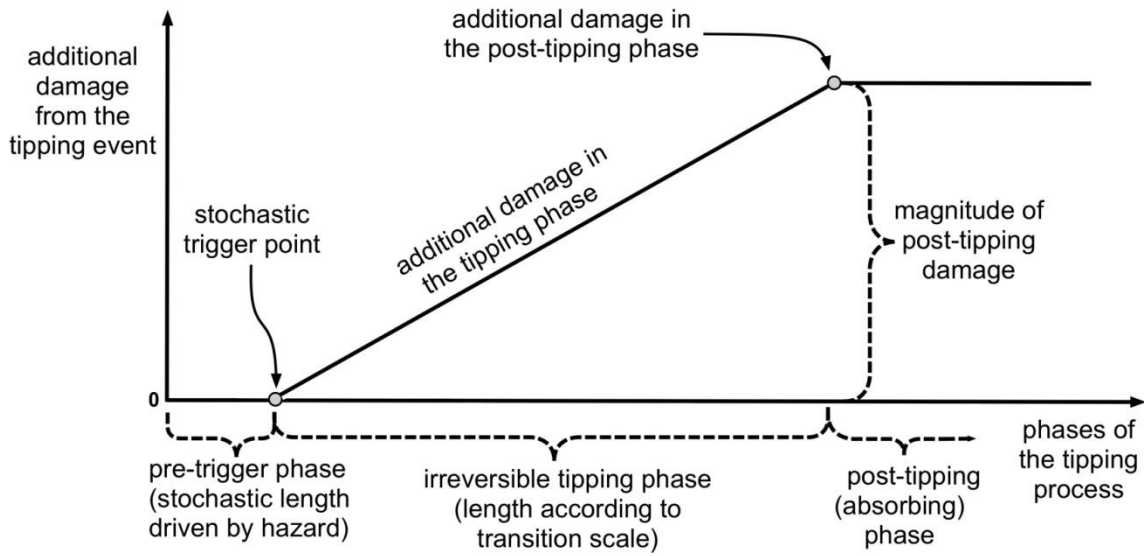 additional
damage
from the
tipping event
additional damage in
the post-tipping phase
stochastic
trigger point
additional damage in
the tipping phase
magnitude of
post-tipping
damage
0
pre-trigger phase
(stochastic length
driven by hazard)
irreversible tipping phase
(length according to
transition scale)
post-tipping
(absorbing)
phase
phases of
the tipping
process